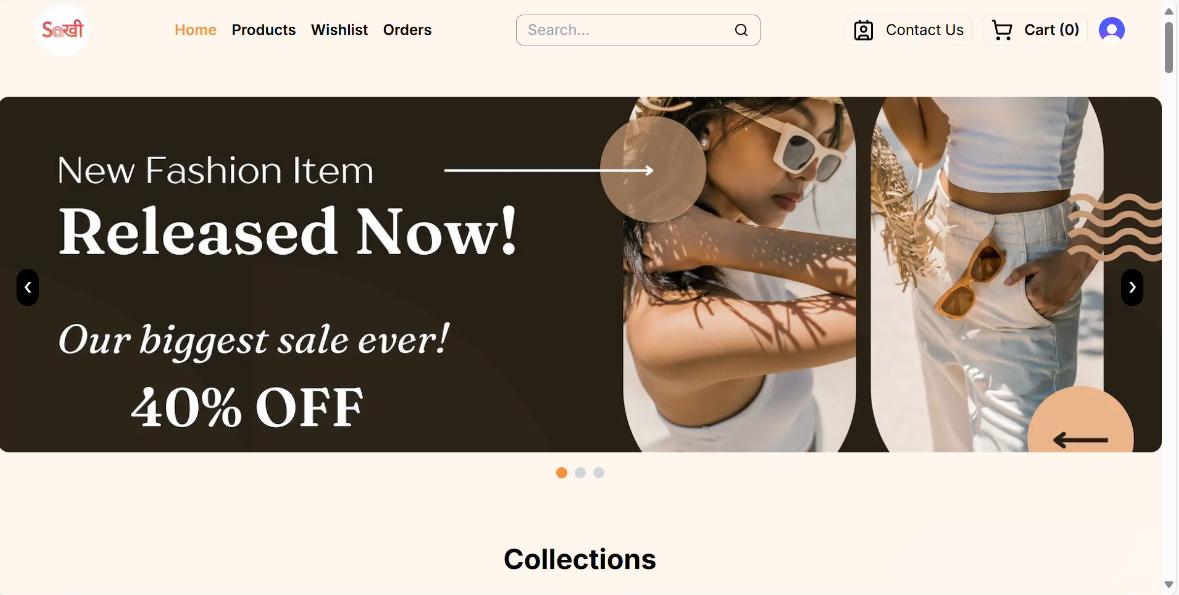 Saखी
Home Products Wishlist Orders Search... Contact Us Cart (0)
New Fashion Item
Released Now!
Our biggest sale ever!
40% OFF
Collections